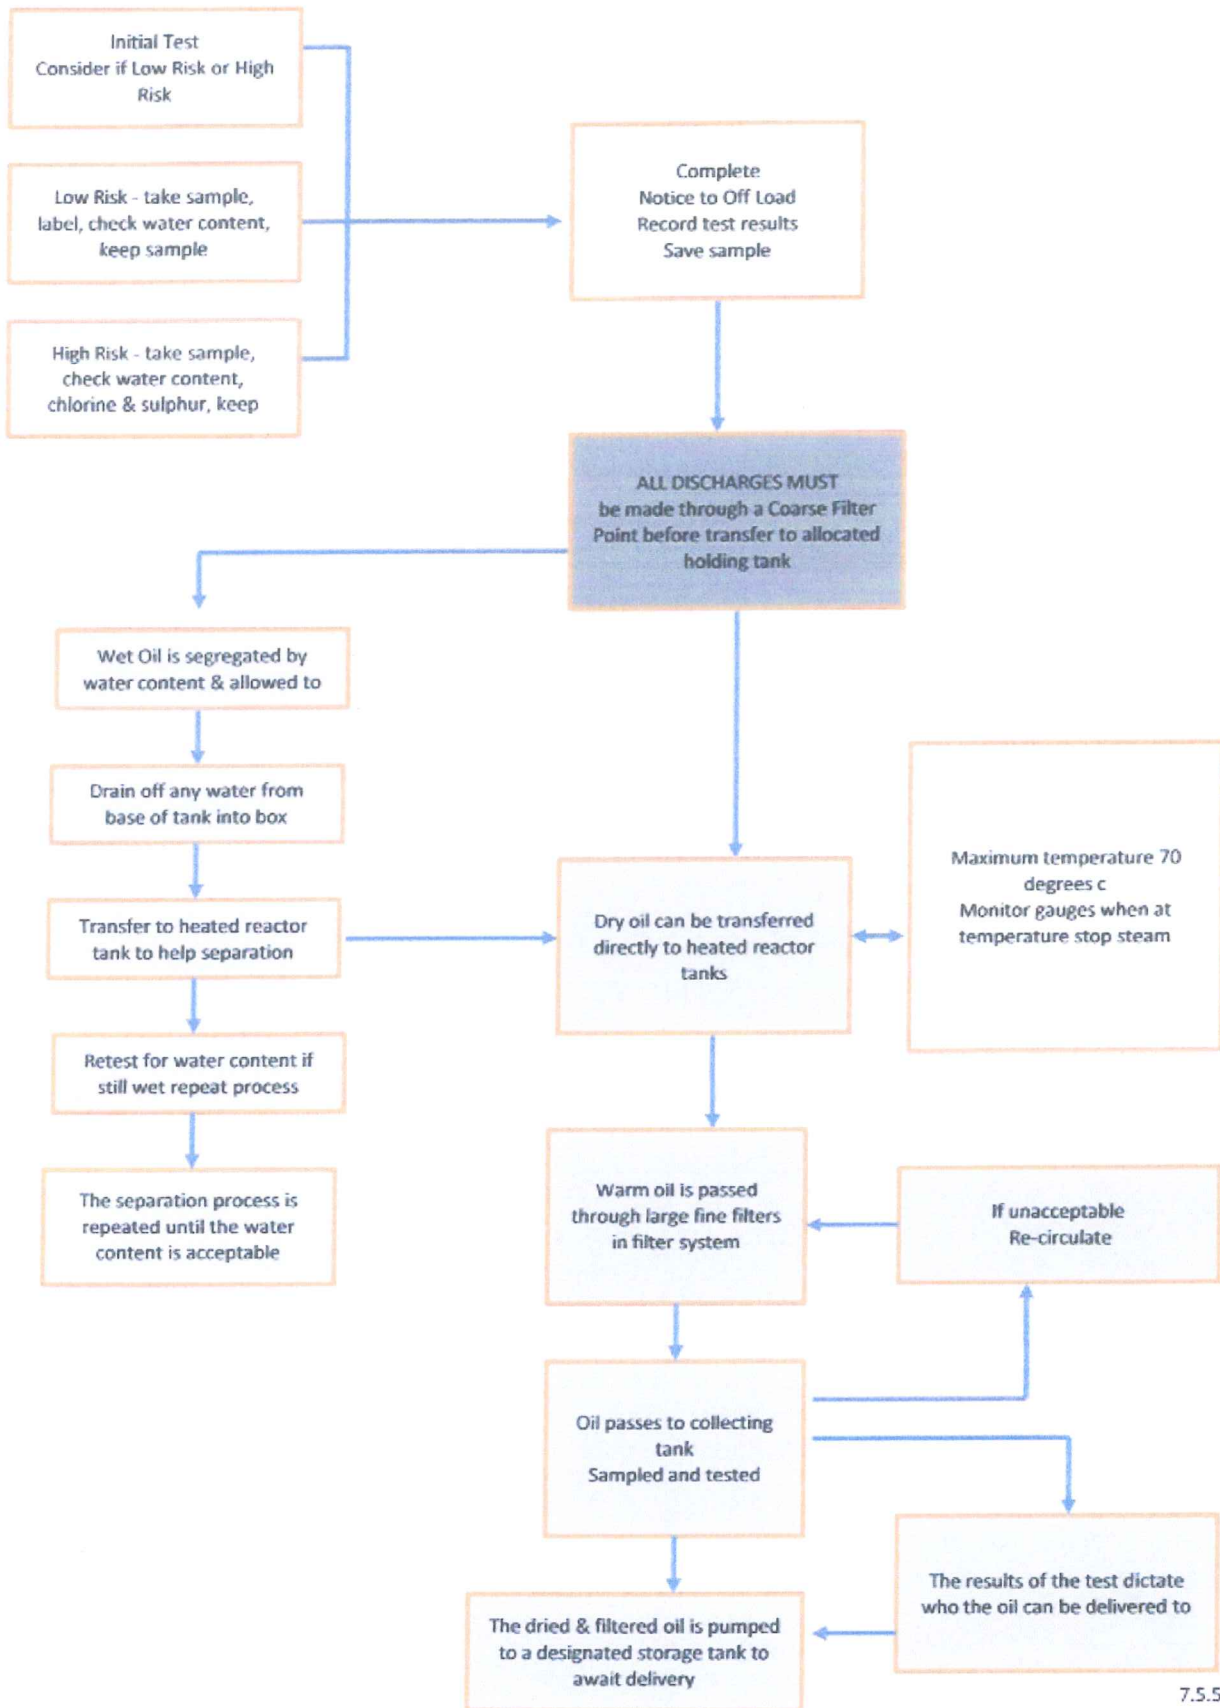 Initial Test
Consider if Low Risk or High
Risk
Low Risk - take sample,
label, check water content,
keep sample
High Risk - take sample,
check water content,
chlorine & sulphur, keep
Complete
Notice to Off Load
Record test results
Save sample
ALL DISCHARGES MUST
be made through a Coarse Filter
Point before transfer to allocated
holding tank
Wet Oil is segregated by
water content & allowed to
Drain off any water from
base of tank into box
Transfer to heated reactor
tank to help separation
Retest for water content if
still wet repeat process
The separation process is
repeated until the water
content is acceptable
Dry oil can be transferred
directly to heated reactor
tanks
Maximum temperature 70
degrees c
Monitor gauges when at
temperature stop steam
Warm oil is passed
through large fine filters
in filter system
If unacceptable
Re-circulate
Oil passes to collecting
tank
Sampled and tested
The results of the test dictate
who the oil can be delivered to
The dried & filtered oil is pumped
to a designated storage tank to
await delivery
7.5.5